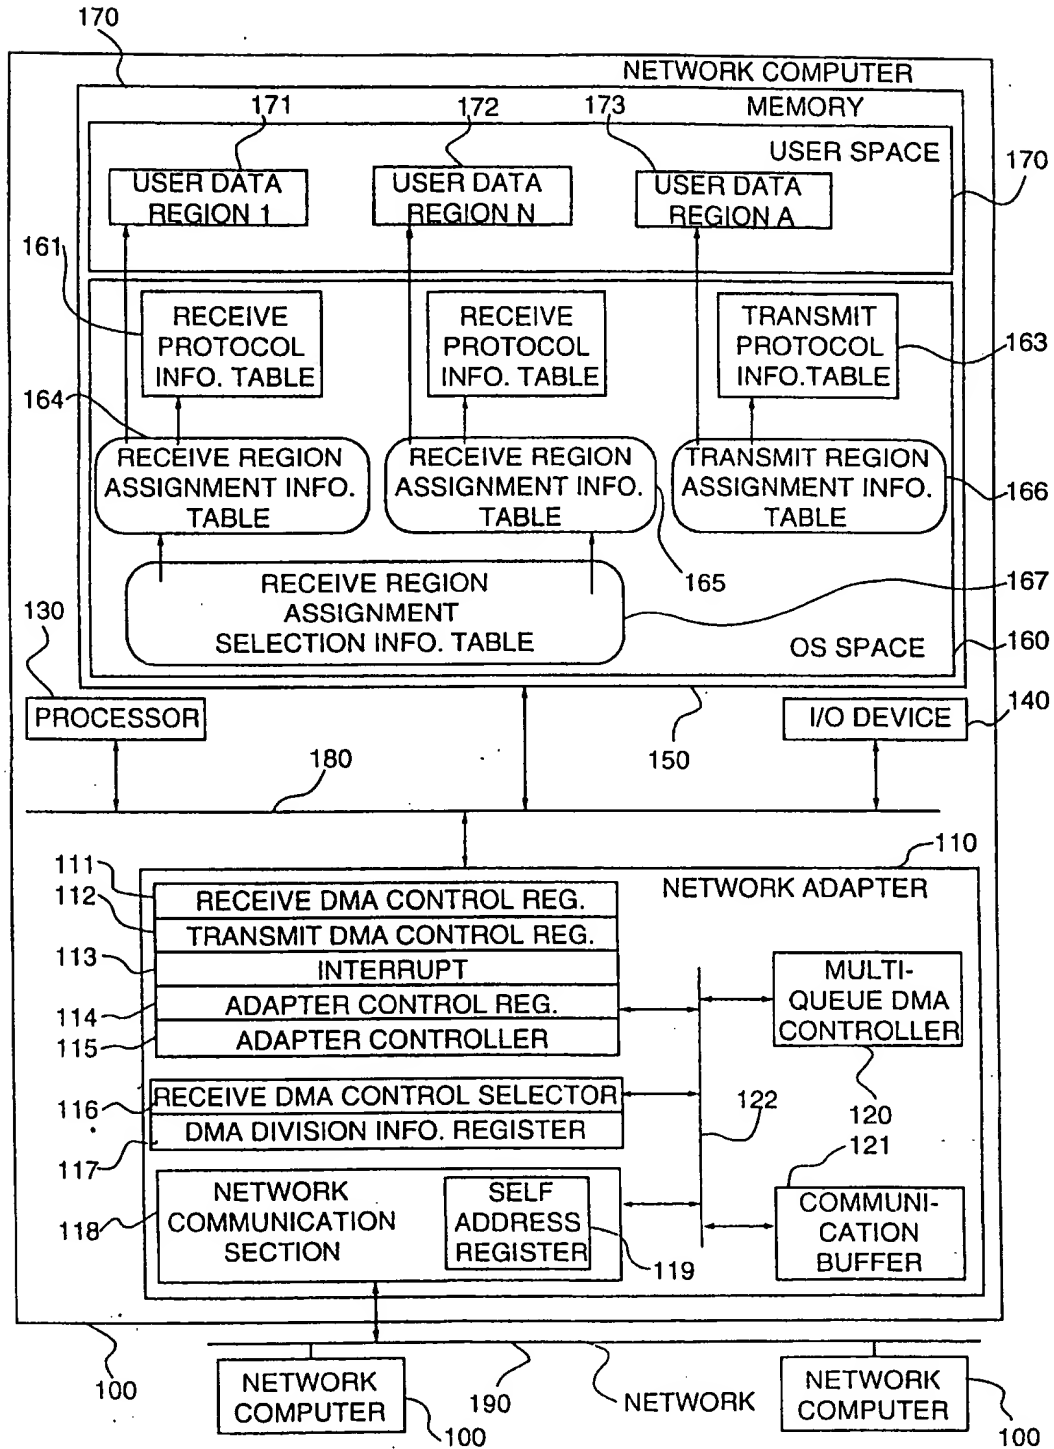 170
NETWORK COMPUTER
MEMORY
171
172
173
USER SPACE
170
USER DATA
REGION 1
USER DATA
REGION N
USER DATA
REGION A
161
RECEIVE
PROTOCOL
INFO. TABLE
RECEIVE
PROTOCOL
INFO. TABLE
TRANSMIT
PROTOCOL
INFO.TABLE
163
164
RECEIVE REGION
ASSIGNMENT INFO.
TABLE
RECEIVE REGION
ASSIGNMENT INFO.
TABLE
TRANSMIT REGION
ASSIGNMENT INFO.
TABLE
166
165
167
RECEIVE REGION
ASSIGNMENT
SELECTION INFO. TABLE
OS SPACE
160
130
PROCESSOR
I/O DEVICE
140
150
180
110
NETWORK ADAPTER
111
RECEIVE DMA CONTROL REG.
112
TRANSMIT DMA CONTROL REG.
113
INTERRUPT
114
ADAPTER CONTROL REG.
115
ADAPTER CONTROLLER
MULTI-
QUEUE DMA
CONTROLLER
120
116
RECEIVE DMA CONTROL SELECTOR
117
DMA DIVISION INFO. REGISTER
122
121
118
NETWORK
COMMUNICATION
SECTION
SELF
ADDRESS
REGISTER
119
COMMUNI-
CATION
BUFFER
100
NETWORK
COMPUTER
100
190
NETWORK
NETWORK
COMPUTER
100